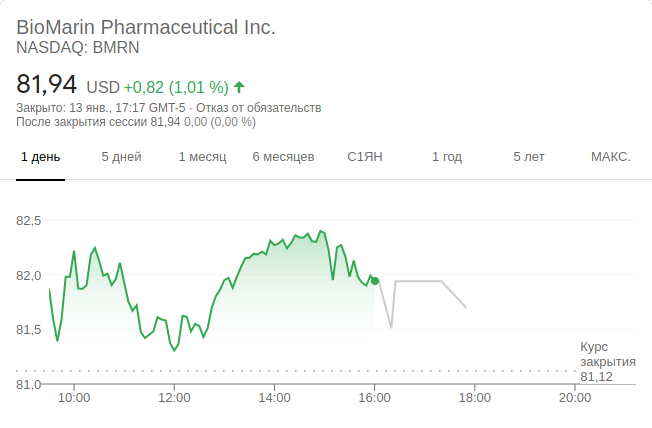 BioMarin Pharmaceutical Inc.
NASDAQ: BMRN
81,94 USD +0,82 (1,01 %)
Закрыто: 13 янв., 17:17 GMT-5 · Отказ от обязательств
После закрытия сессии 81,94 0,00 (0,00 %)
1 день 5 дней 1 месяц 6 месяцев С1ЯН 1 год 5 лет МАКС.
82,5
82,0
81,5
Курс
закрытия
81,12
81,0
10:00 12:00 14:00 16:00 18:00 20:00